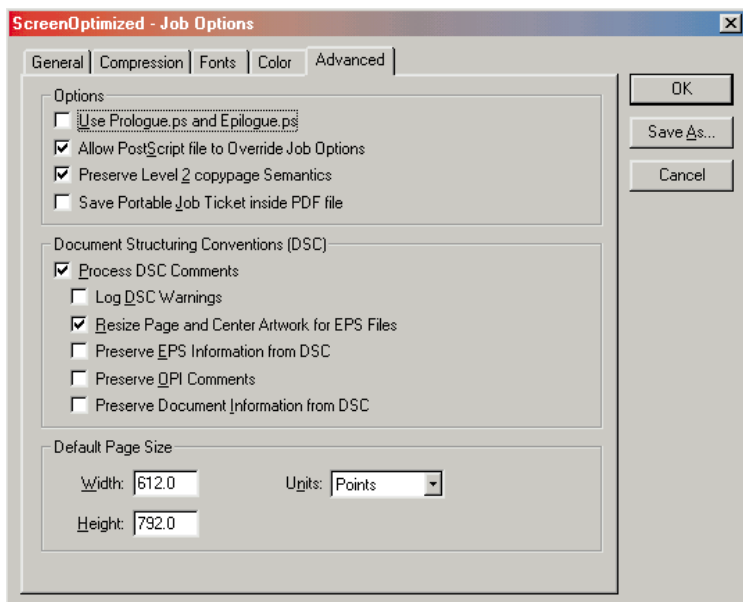 ScreenOptimized - Job Options
General Compression Fonts Color Advanced
Options
Use Prologue.ps and Epilogue.ps
Allow PostScript file to Override Job Options
Preserve Level 2 copypage Semantics
Save Portable Job Ticket inside PDF file
Document Structuring Conventions (DSC)
Process DSC Comments
Log DSC Warnings
Resize Page and Center Artwork for EPS Files
Preserve EPS Information from DSC
Preserve OPI Comments
Preserve Document Information from DSC
Default Page Size
Width: 612.0 Units: Points
Height: 792.0
OK
Save As...
Cancel